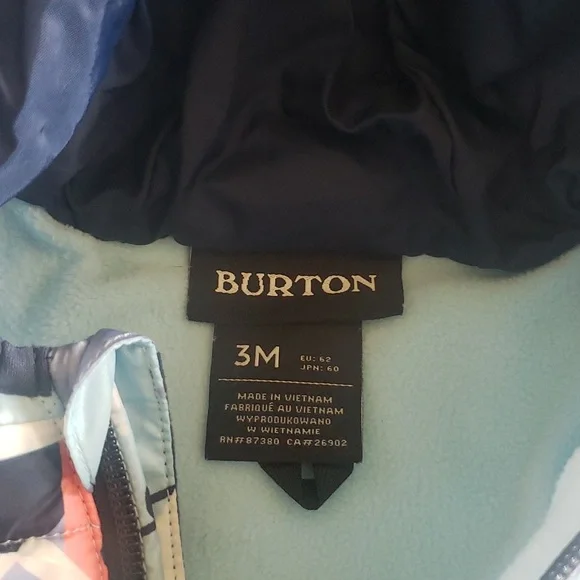 BURTON
3M
EU: 62
JPN: 60
MADE IN VIETNAM
FABRIQUÉ AU VIETNAM
WYPRODUKOWANO
W WIETNAMIE
RN#87380 CA#26902